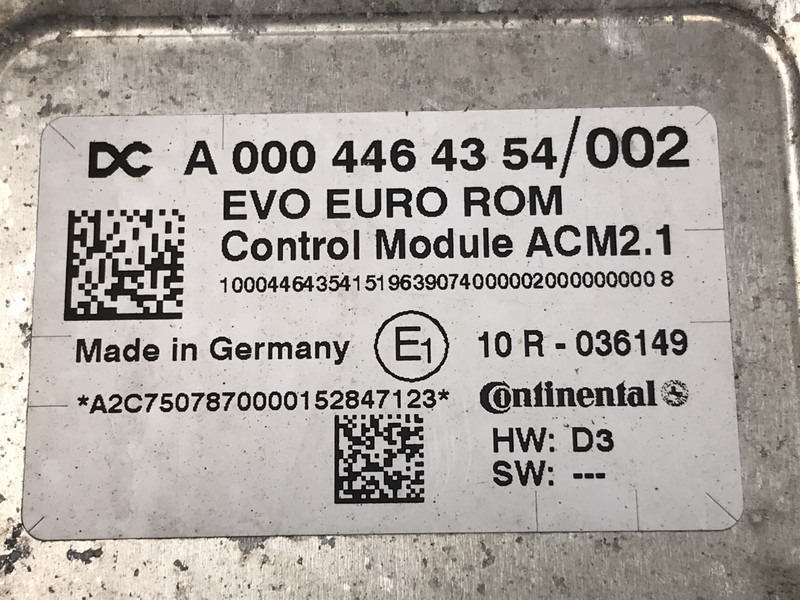 DC A 000 446 43 54/002
EVO EURO ROM
Control Module ACM2.1
10004464354151963907400000200000000008
Made in Germany E1 10 R - 036149
*A2C7507870000152847123* Continental
HW: D3
SW: ---